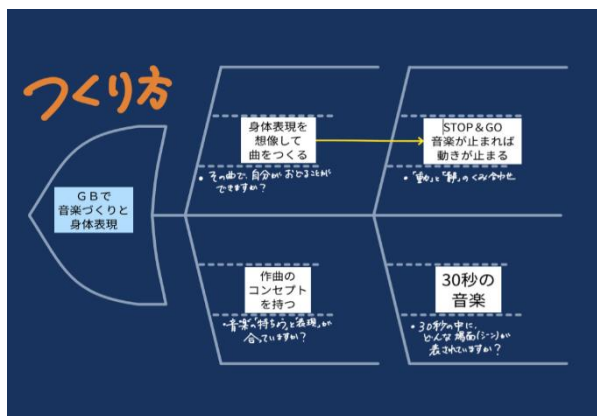 つくり方
GBで
音楽づくりと
身体表現
身体表現を
想像して
曲をつくる
・その曲で、自分がおどることが
できますか?
STOP&GO
音楽が止まれば
動きが止まる
・「動」と「静」のくみ合わせ
作曲の
コンセプト
を持つ
・音楽の「特ちょう」と「表現」が
合っていますか?
30秒の
音楽
・30秒の中に、
どんな場面(シーン)が
表されていますか?